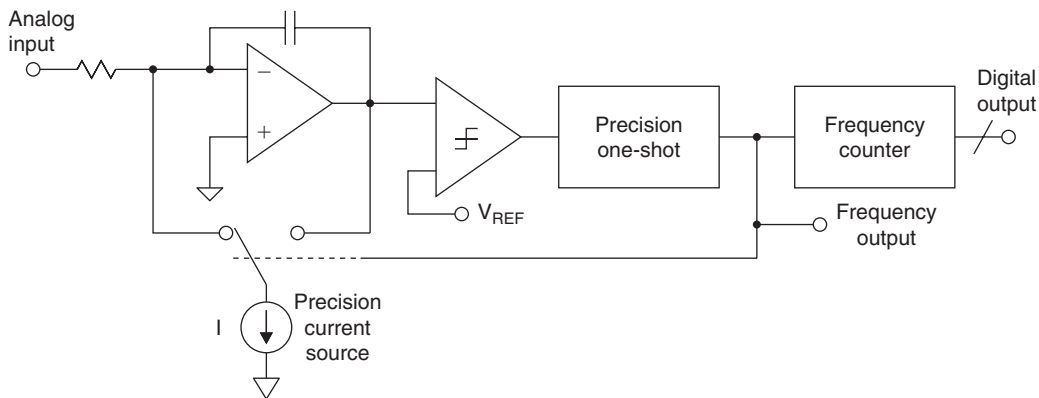 Analog
input
−
+
V_REF
Precision
one-shot
Frequency
counter
Digital
output
Frequency
output
I
Precision
current
source